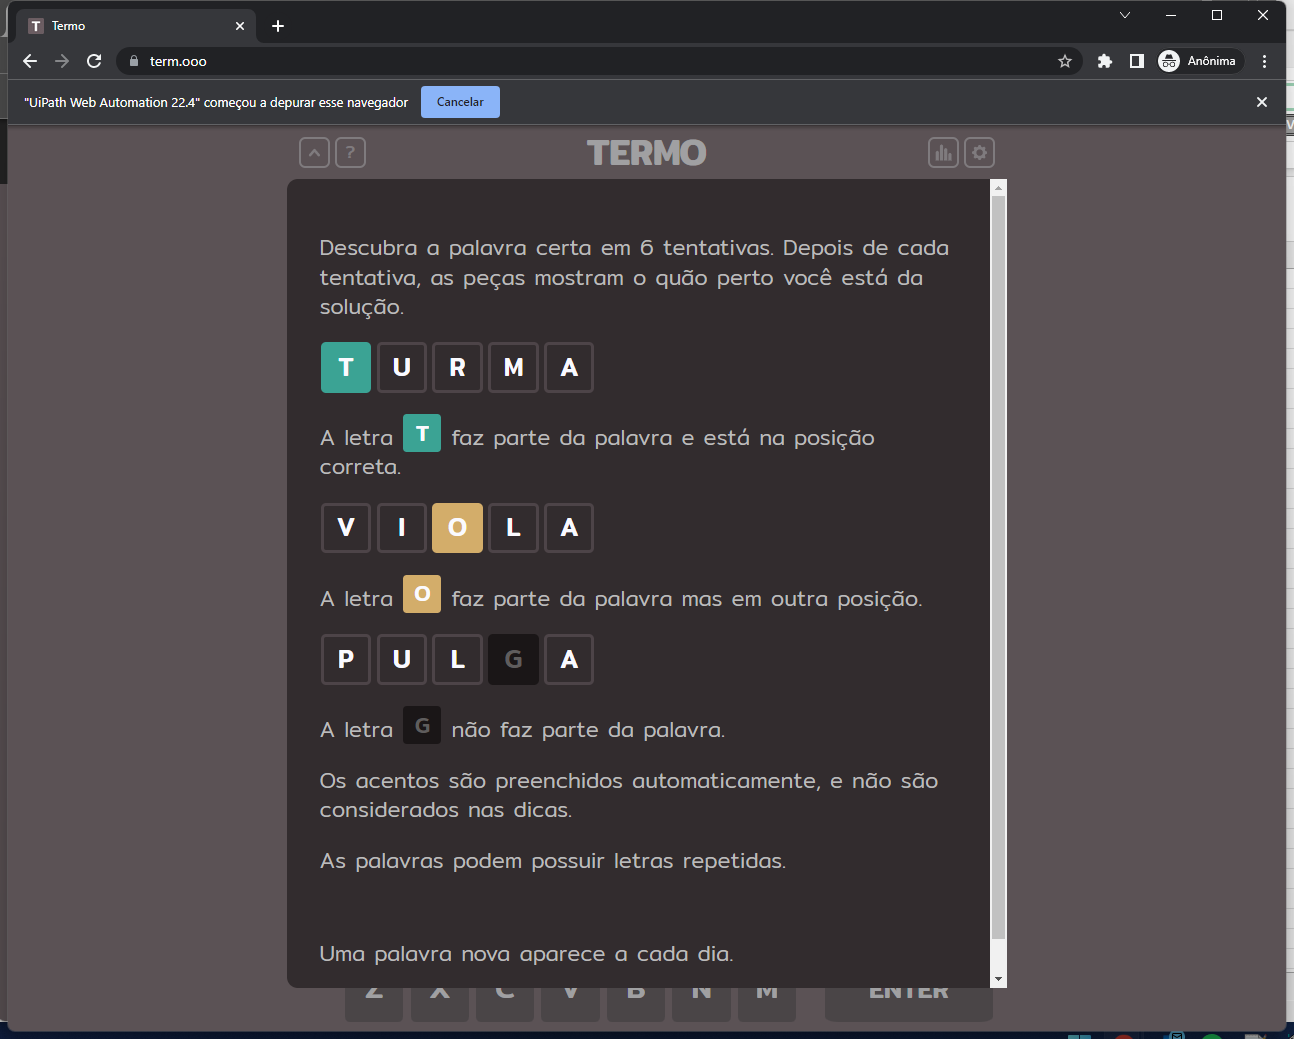 T Termo
term.ooo
Anônima
"UiPath Web Automation 22.4" começou a depurar esse navegador
Cancelar
?
TERMO
Descubra a palavra certa em 6 tentativas. Depois de cada
tentativa, as peças mostram o quão perto você está da
solução.
T U R M A
A letra T faz parte da palavra e está na posição
correta.
V I O L A
A letra O faz parte da palavra mas em outra posição.
P U L G A
A letra G não faz parte da palavra.
Os acentos são preenchidos automaticamente, e não são
considerados nas dicas.
As palavras podem possuir letras repetidas.
Uma palavra nova aparece a cada dia.
Z X C V B N M ENTER